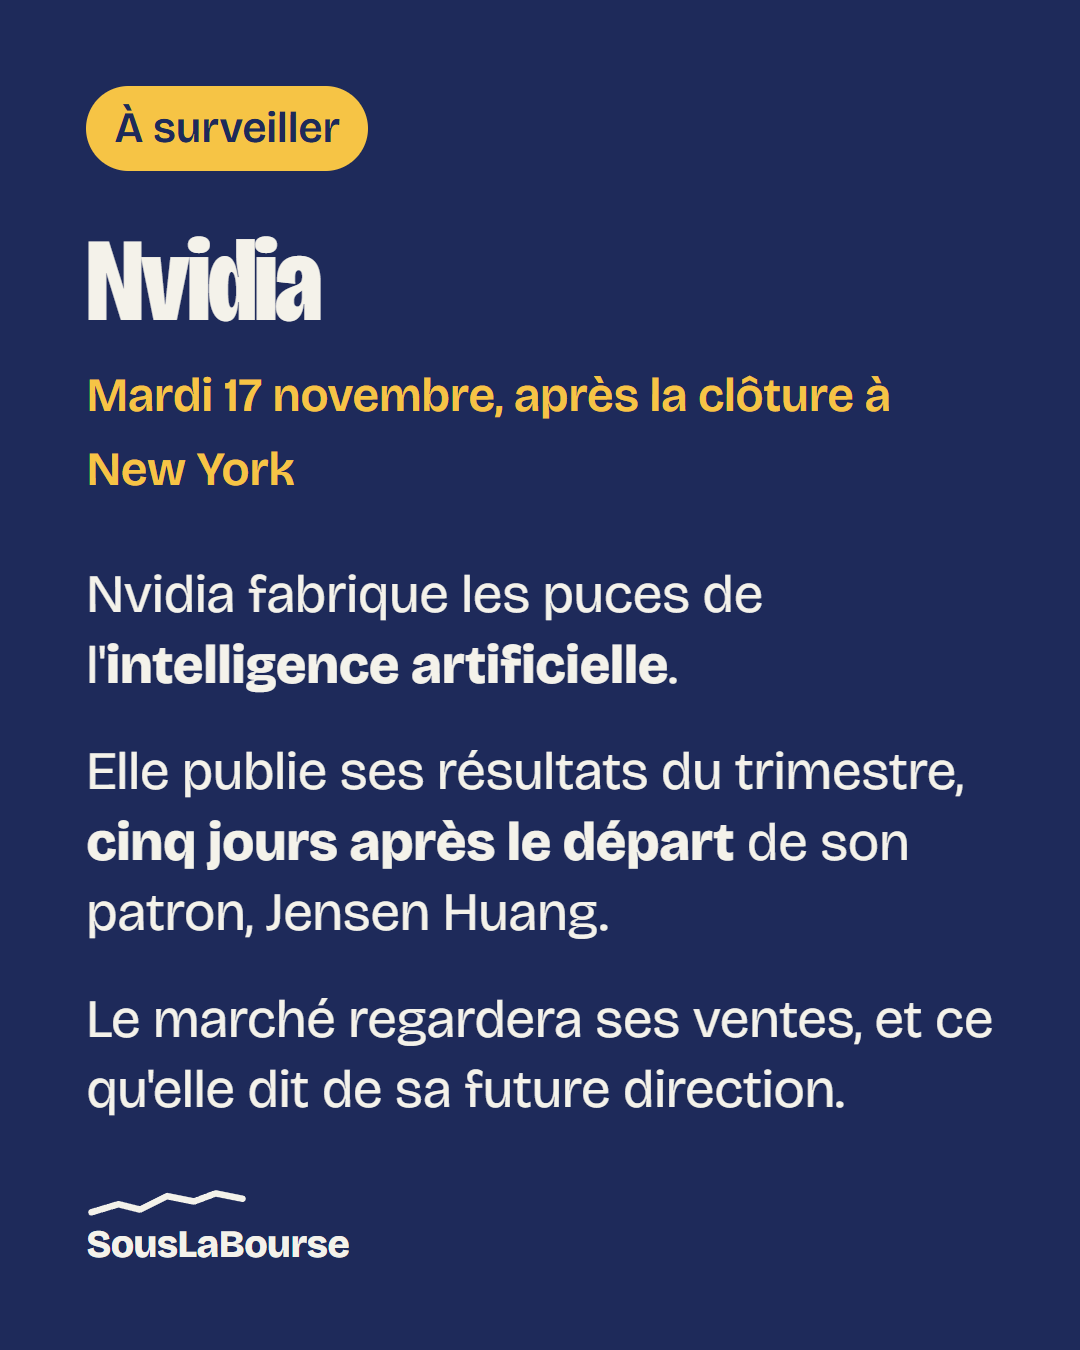 À surveiller
Nvidia
Mardi 17 novembre, après la clôture à
New York
Nvidia fabrique les puces de
l'intelligence artificielle.
Elle publie ses résultats du trimestre,
cinq jours après le départ de son
patron, Jensen Huang.
Le marché regardera ses ventes, et ce
qu'elle dit de sa future direction.
SousLaBourse